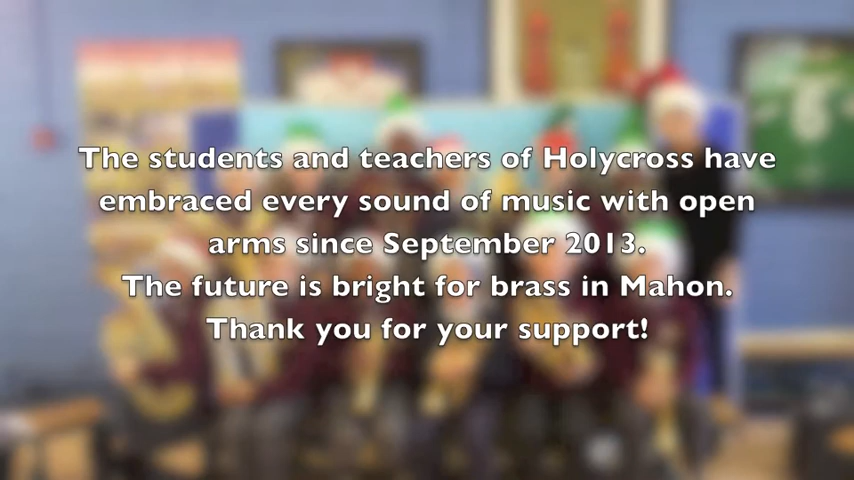 The students and teachers of Holycross have
embraced every sound of music with open
arms since September 2013.
The future is bright for brass in Mahon.
Thank you for your support!